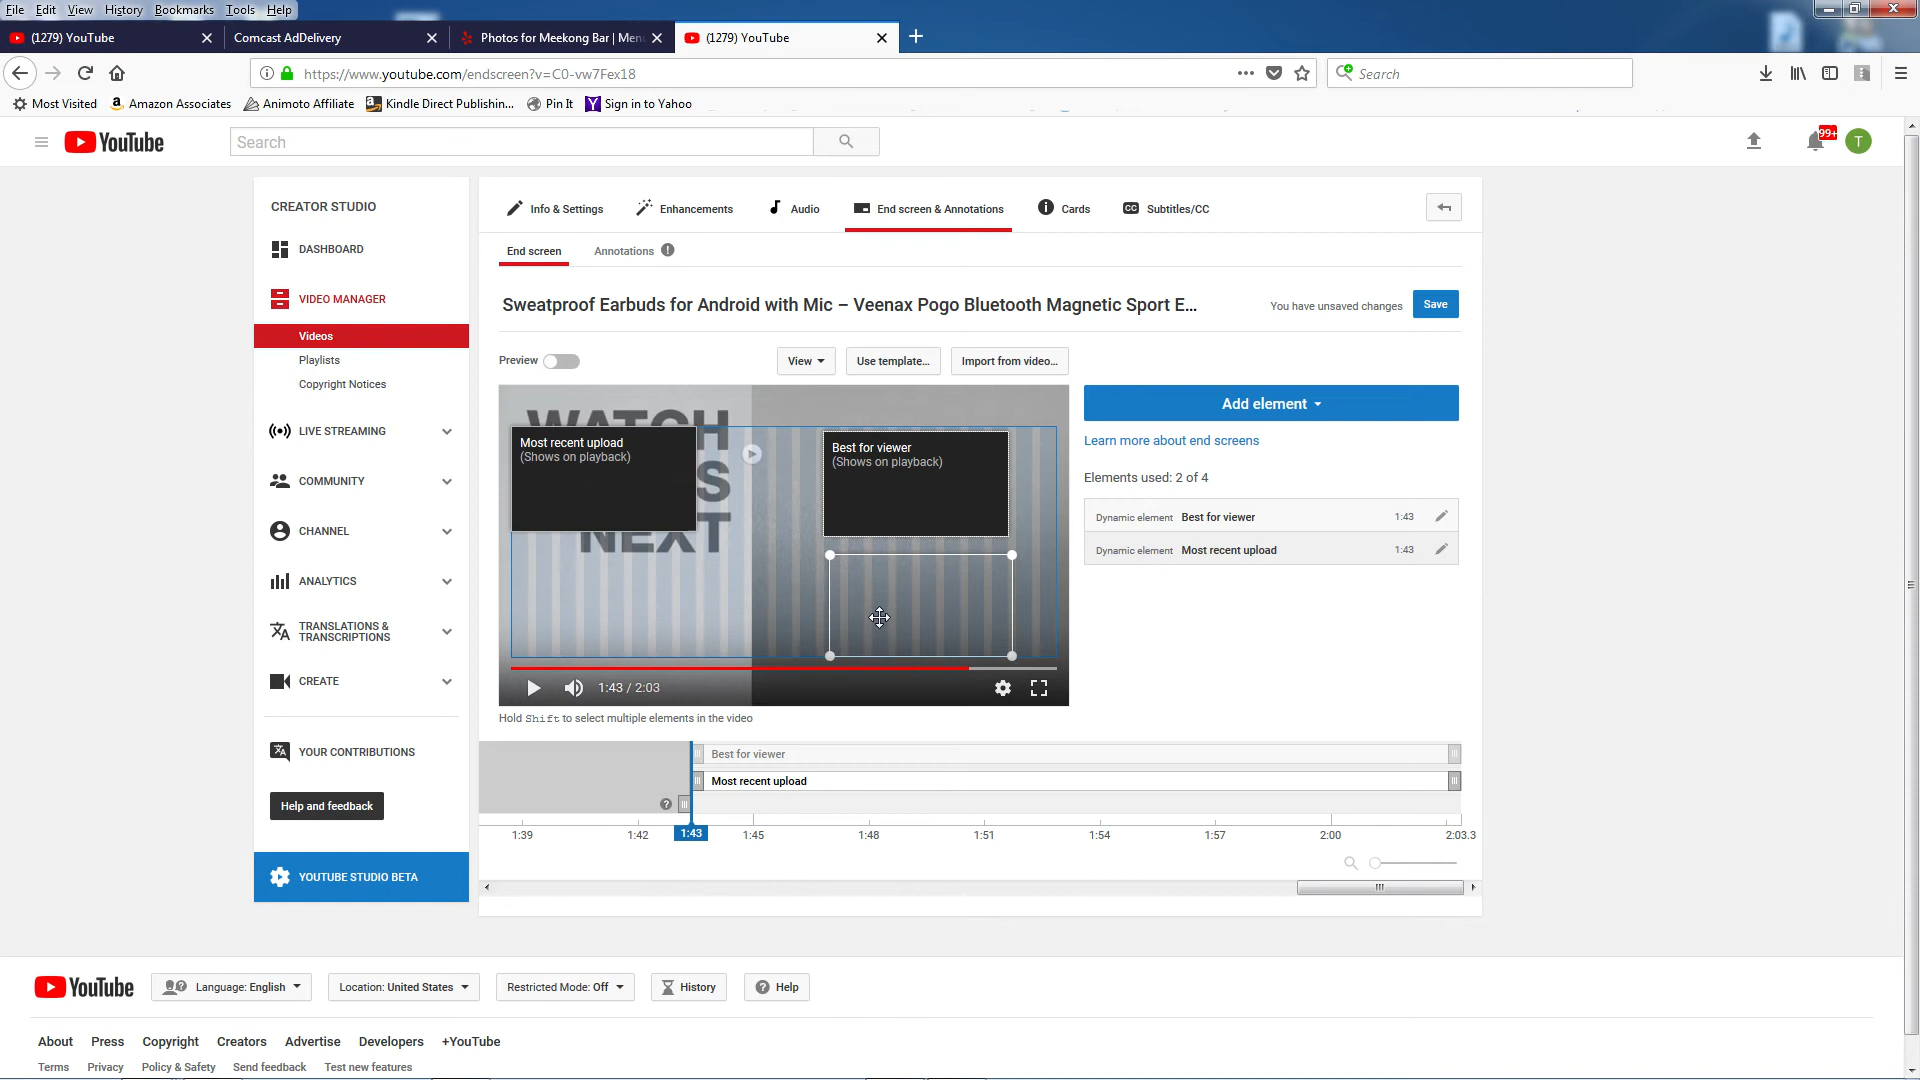 File Edit View History Bookmarks Tools Help
(1279) YouTube
Comcast AdDelivery
Photos for Meekong Bar | Men
(1279) YouTube
https://www.youtube.com/endscreen?v=C0-vw7Fex18
Search
Most Visited
Amazon Associates
Animoto Affiliate
Kindle Direct Publishin...
Pin It
Sign in to Yahoo
YouTube
Search
99+
T
CREATOR STUDIO
DASHBOARD
VIDEO MANAGER
Videos
Playlists
Copyright Notices
LIVE STREAMING
COMMUNITY
CHANNEL
ANALYTICS
TRANSLATIONS &
TRANSCRIPTIONS
CREATE
YOUR CONTRIBUTIONS
Help and feedback
YOUTUBE STUDIO BETA
Info & Settings
Enhancements
Audio
End screen & Annotations
Cards
CC Subtitles/CC
End screen
Annotations
Sweatproof Earbuds for Android with Mic – Veenax Pogo Bluetooth Magnetic Sport E...
You have unsaved changes
Save
Preview
View
Use template...
Import from video...
WATCH
NEXT
Most recent upload
(Shows on playback)
Best for viewer
(Shows on playback)
1:43 / 2:03
Hold Shift to select multiple elements in the video
Add element
Learn more about end screens
Elements used: 2 of 4
Dynamic element Best for viewer 1:43
Dynamic element Most recent upload 1:43
Best for viewer
Most recent upload
?
1:39 1:42 1:43 1:45 1:48 1:51 1:54 1:57 2:00 2:03.3
YouTube
Language: English
Location: United States
Restricted Mode: Off
History
Help
About Press Copyright Creators Advertise Developers +YouTube
Terms Privacy Policy & Safety Send feedback Test new features